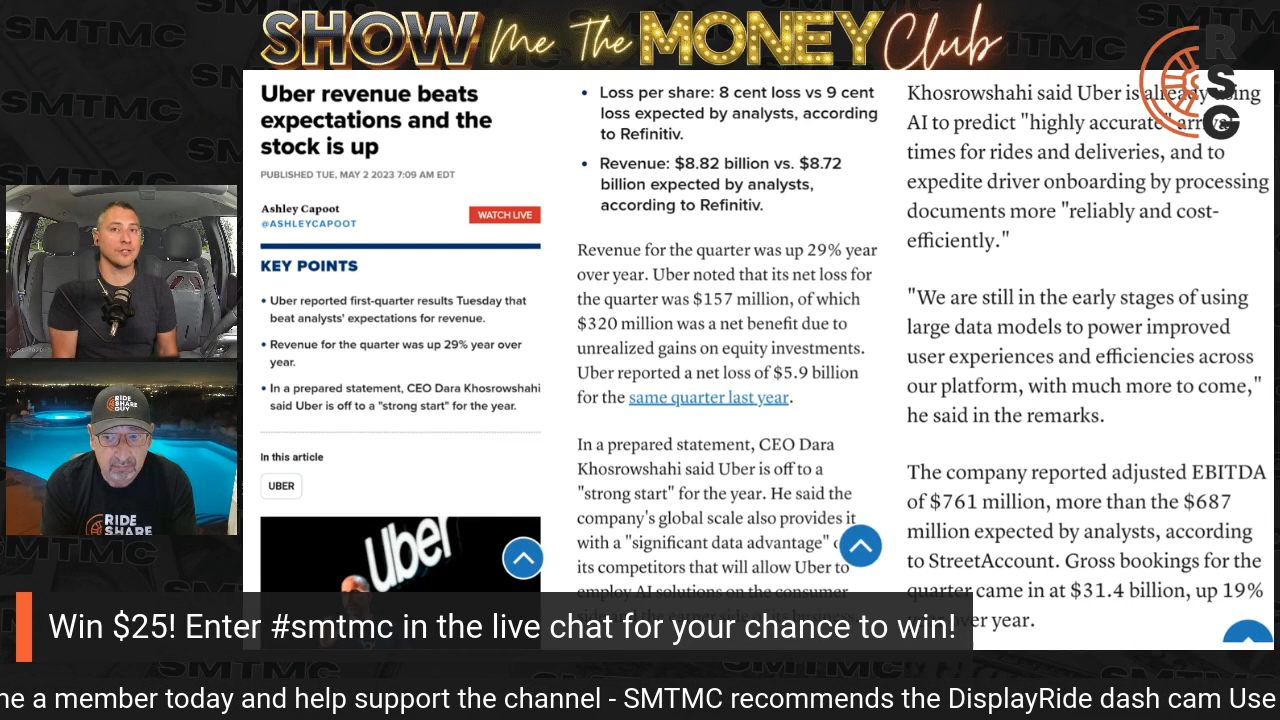 SHOW Me The MONEY Club
RSC
Uber revenue beats
expectations and the
stock is up
PUBLISHED TUE, MAY 2 2023 7:09 AM EDT
Ashley Capoot
@ASHLEYCAPOOT
WATCH LIVE
KEY POINTS
• Uber reported first-quarter results Tuesday that
beat analysts' expectations for revenue.
• Revenue for the quarter was up 29% year over
year.
• In a prepared statement, CEO Dara Khosrowshahi
said Uber is off to a "strong start" for the year.
In this article
UBER
Uber
• Loss per share: 8 cent loss vs 9 cent
loss expected by analysts, according
to Refinitiv.
• Revenue: $8.82 billion vs. $8.72
billion expected by analysts,
according to Refinitiv.
Revenue for the quarter was up 29% year
over year. Uber noted that its net loss for
the quarter was $157 million, of which
$320 million was a net benefit due to
unrealized gains on equity investments.
Uber reported a net loss of $5.9 billion
for the same quarter last year.
In a prepared statement, CEO Dara
Khosrowshahi said Uber is off to a
"strong start" for the year. He said the
company's global scale also provides it
with a "significant data advantage"
its competitors that will allow Uber to
employ AI solutions on the consumer
Khosrowshahi said Uber is already using
AI to predict "highly accurate" arrival
times for rides and deliveries, and to
expedite driver onboarding by processing
documents more "reliably and cost-
efficiently."
"We are still in the early stages of using
large data models to power improved
user experiences and efficiencies across
our platform, with much more to come,"
he said in the remarks.
The company reported adjusted EBITDA
of $761 million, more than the $687
million expected by analysts, according
to StreetAccount. Gross bookings for the
quarter came in at $31.4 billion, up 19%
year.
RIDE
SHARE
GUY
RIDE
SHARE
SMTMC
Win $25! Enter #smtmc in the live chat for your chance to win!
me a member today and help support the channel - SMTMC recommends the DisplayRide dash cam Use